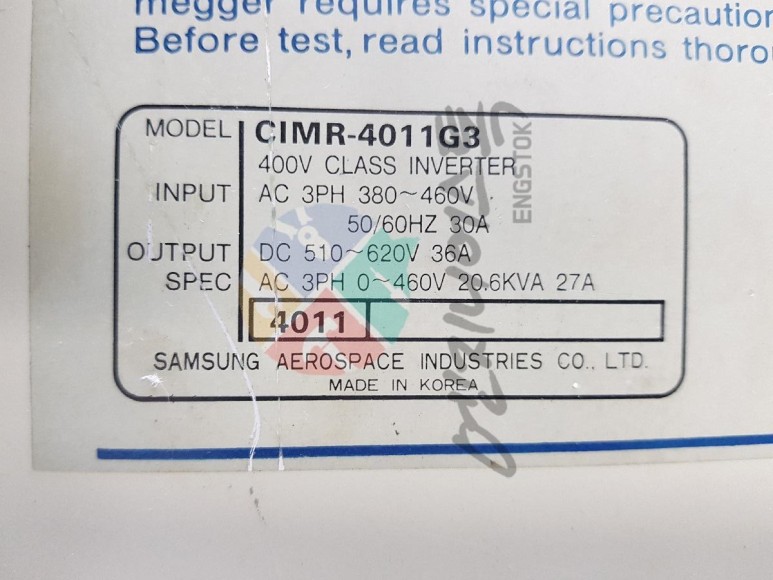 megger requires special precaution
Before test, read instructions thoro
MODEL CIMR-4011G3
400V CLASS INVERTER
INPUT AC 3PH 380~460V
50/60HZ 30A
OUTPUT DC 510~620V 36A
SPEC AC 3PH 0~460V 20.6KVA 27A
4011
SAMSUNG AEROSPACE INDUSTRIES CO., LTD.
MADE IN KOREA
ENGSTOK